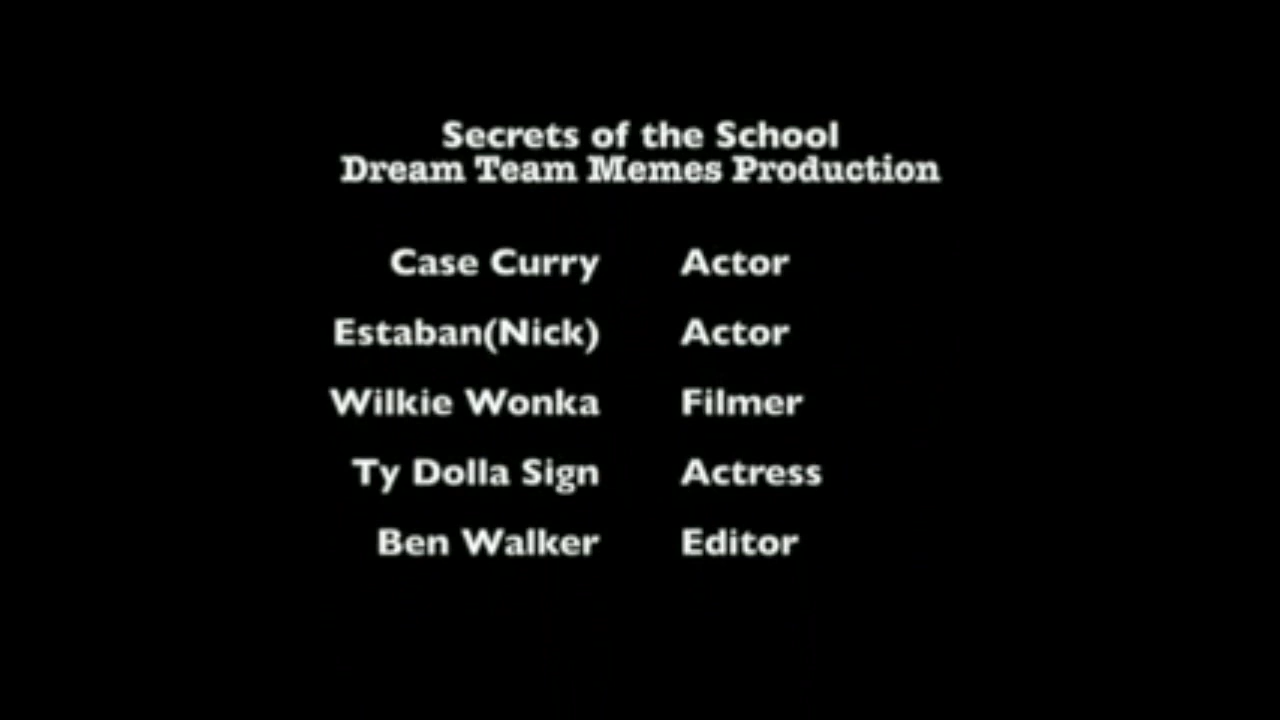 Secrets of the School
Dream Team Memes Production
Case Curry Actor
Estaban(Nick) Actor
Wilkie Wonka Filmer
Ty Dolla Sign Actress
Ben Walker Editor